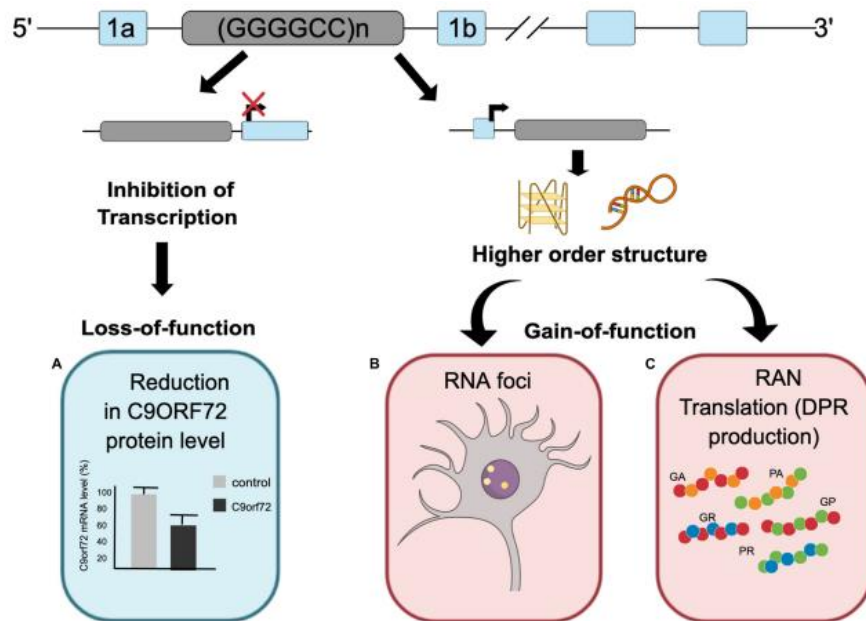 5' 1a (GGGGCC)n 1b 3'
Inhibition of
Transcription
Higher order structure
Loss-of-function
Gain-of-function
A
Reduction
in C9ORF72
protein level
C9orf72 mRNA level (%)
100
80
60
40
20
control
C9orf72
B
RNA foci
C
RAN
Translation (DPR
production)
GA
PA
GR
GP
PR